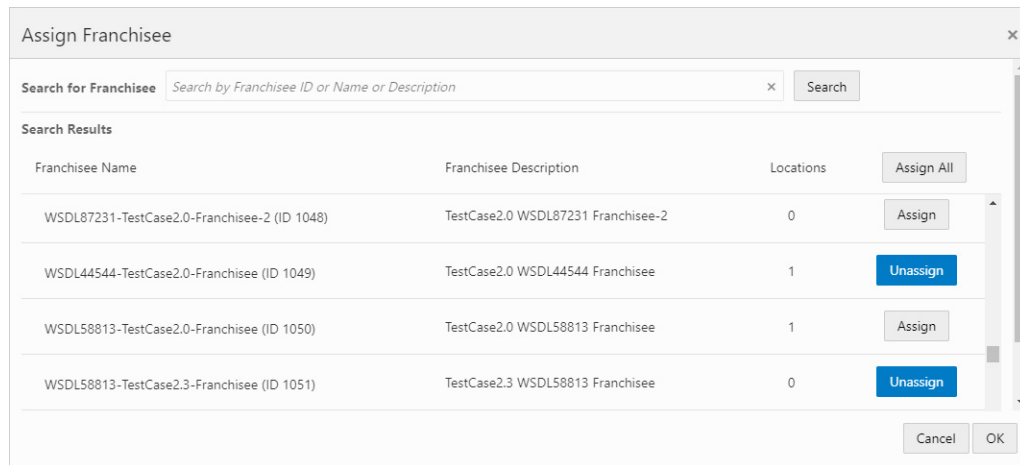 Assign Franchisee ×
Search for Franchisee Search by Franchisee ID or Name or Description × Search
Search Results
Franchisee Name Franchisee Description Locations Assign All
WSDL87231-TestCase2.0-Franchisee-2 (ID 1048) TestCase2.0 WSDL87231 Franchisee-2 0 Assign
WSDL44544-TestCase2.0-Franchisee (ID 1049) TestCase2.0 WSDL44544 Franchisee 1 Unassign
WSDL58813-TestCase2.0-Franchisee (ID 1050) TestCase2.0 WSDL58813 Franchisee 1 Assign
WSDL58813-TestCase2.3-Franchisee (ID 1051) TestCase2.3 WSDL58813 Franchisee 0 Unassign
Cancel OK